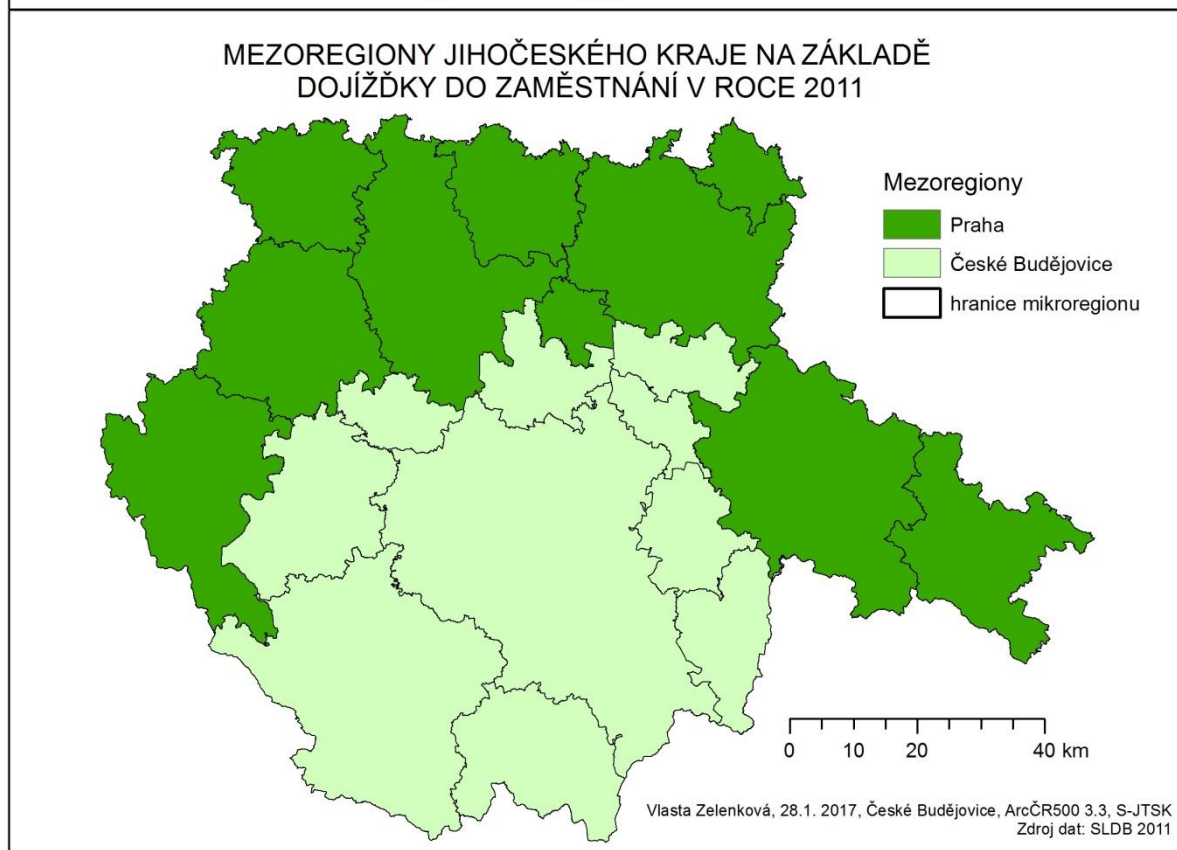 MEZOREGIONY JIHOČESKÉHO KRAJE NA ZÁKLADĚ
DOJÍŽĎKY DO ZAMĚSTNÁNÍ V ROCE 2011
Mezoregiony
Praha
České Budějovice
hranice mikroregionu
0 10 20 40 km
Vlasta Zelenková, 28.1. 2017, České Budějovice, ArcČR500 3.3, S-JTSK
Zdroj dat: SLDB 2011